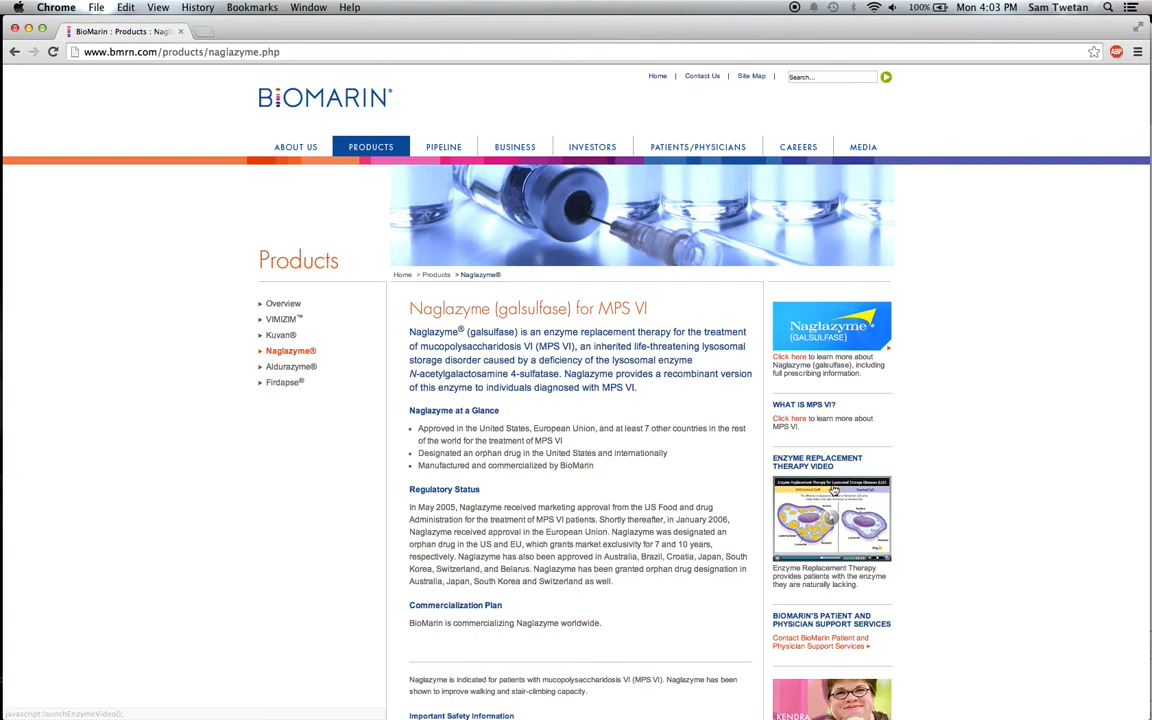 Chrome File Edit View History Bookmarks Window Help 100% Mon 4:03 PM Sam Twetan
BioMarin : Products : Nagl
www.bmrn.com/products/naglazyme.php
ABP
Home | Contact Us | Site Map | Search...
BIOMARIN®
ABOUT US PRODUCTS PIPELINE BUSINESS INVESTORS PATIENTS/PHYSICIANS CAREERS MEDIA
Products
Overview
VIMIZIM™
Kuvan®
Naglazyme®
Aldurazyme®
Firdapse®
Home > Products > Naglazyme®
Naglazyme (galsulfase) for MPS VI
Naglazyme® (galsulfase) is an enzyme replacement therapy for the treatment
of mucopolysaccharidosis VI (MPS VI), an inherited life-threatening lysosomal
storage disorder caused by a deficiency of the lysosomal enzyme
N-acetylgalactosamine 4-sulfatase. Naglazyme provides a recombinant version
of this enzyme to individuals diagnosed with MPS VI.
Naglazyme at a Glance
• Approved in the United States, European Union, and at least 7 other countries in the rest
of the world for the treatment of MPS VI
• Designated an orphan drug in the United States and internationally
• Manufactured and commercialized by BioMarin
Regulatory Status
In May 2005, Naglazyme received marketing approval from the US Food and drug
Administration for the treatment of MPS VI patients. Shortly thereafter, in January 2006,
Naglazyme received approval in the European Union. Naglazyme was designated an
orphan drug in the US and EU, which grants market exclusivity for 7 and 10 years,
respectively. Naglazyme has also been approved in Australia, Brazil, Croatia, Japan, South
Korea, Switzerland, and Belarus. Naglazyme has been granted orphan drug designation in
Australia, Japan, South Korea and Switzerland as well.
Commercialization Plan
BioMarin is commercializing Naglazyme worldwide.
Naglazyme is indicated for patients with mucopolysaccharidosis VI (MPS VI). Naglazyme has been
shown to improve walking and stair-climbing capacity.
Important Safety Information
Naglazyme®
(GALSULFASE)
Click here to learn more about
Naglazyme (galsulfase), including
full prescribing information.
WHAT IS MPS VI?
Click here to learn more about
MPS VI.
ENZYME REPLACEMENT
THERAPY VIDEO
Enzyme Replacement Therapy for Lysosomal Storage Diseases (LSD)
Enzyme Replacement Therapy
provides patients with the enzyme
they are naturally lacking.
BIOMARIN'S PATIENT AND
PHYSICIAN SUPPORT SERVICES
Contact BioMarin Patient and
Physician Support Services
KENDRA
javascript:launchEnzymeVideo();